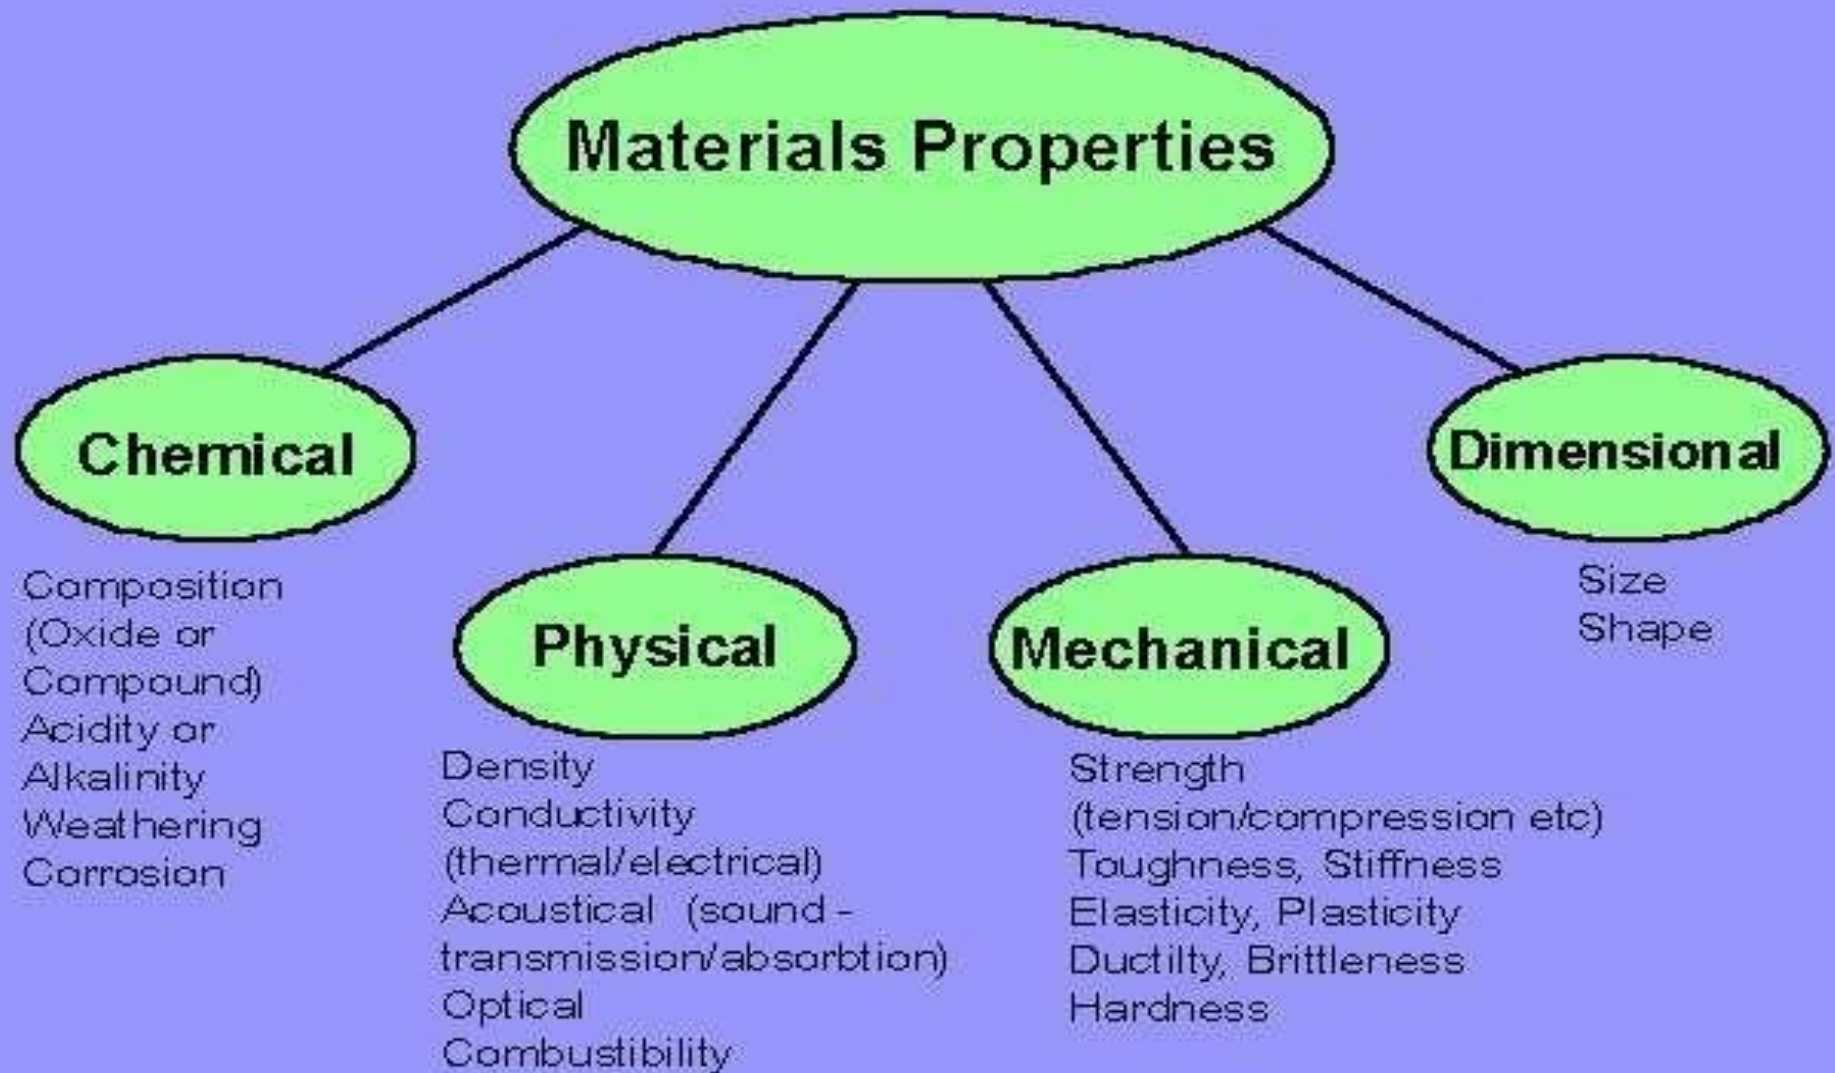 Materials Properties
Chemical
Composition
(Oxide or
Compound)
Acidity or
Alkalinity
Weathering
Corrosion
Physical
Density
Conductivity
(thermal/electrical)
Acoustical (sound -
transmission/absorbtion)
Optical
Combustibility
Mechanical
Strength
(tension/compression etc)
Toughness, Stiffness
Elasticity, Plasticity
Ductilty, Brittleness
Hardness
Dimensional
Size
Shape